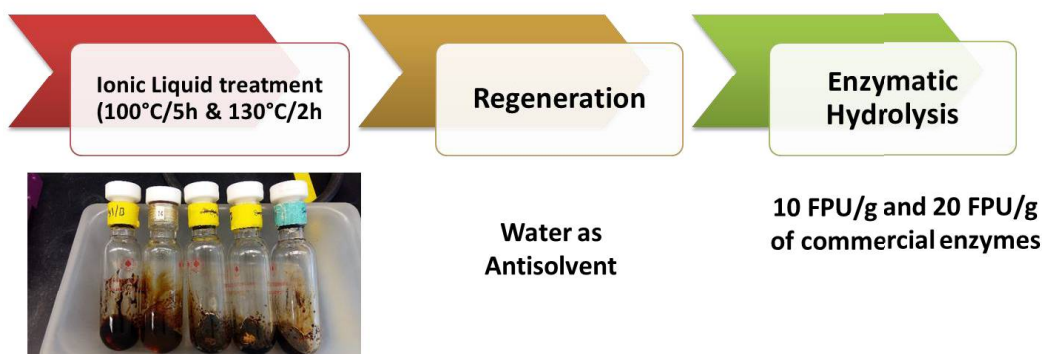 Ionic Liquid treatment
(100°C/5h & 130°C/2h
Regeneration
Enzymatic
Hydrolysis
Water as
Antisolvent
10 FPU/g and 20 FPU/g
of commercial enzymes